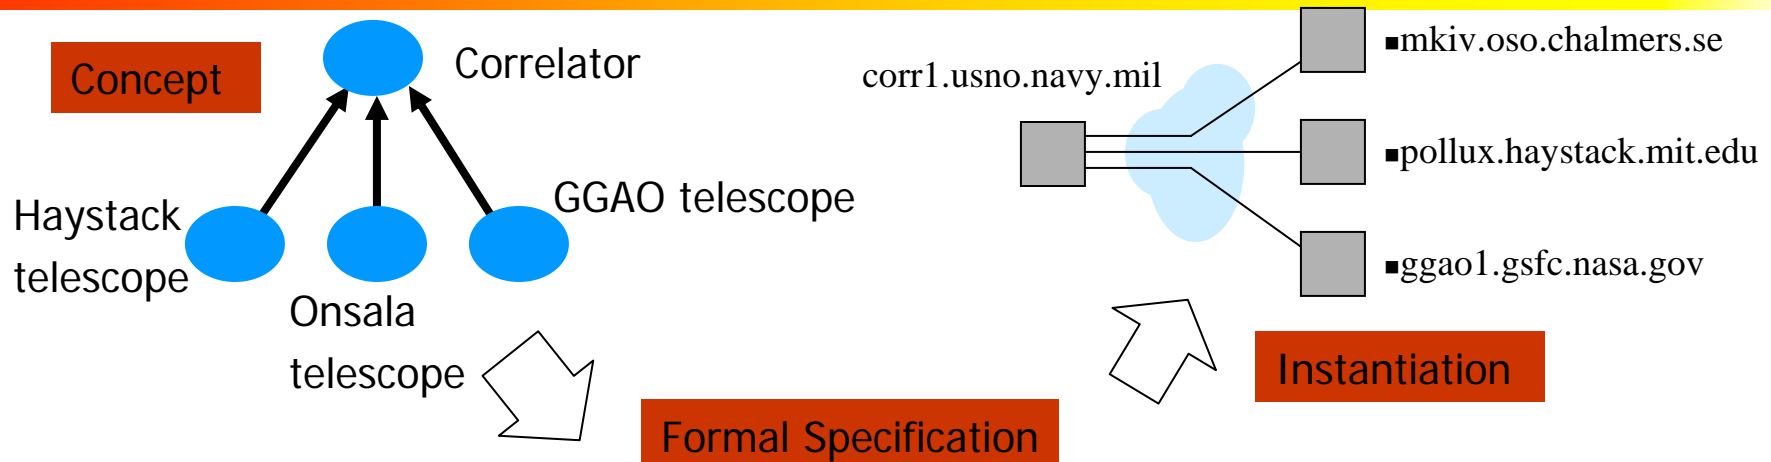 Concept
Correlator
Haystack
telescope
Onsala
telescope
GGAO telescope
Formal Specification
corr1.usno.navy.mil
■mkiv.oso.chalmers.se
■pollux.haystack.mit.edu
■ggao1.gsfc.nasa.gov
Instantiation